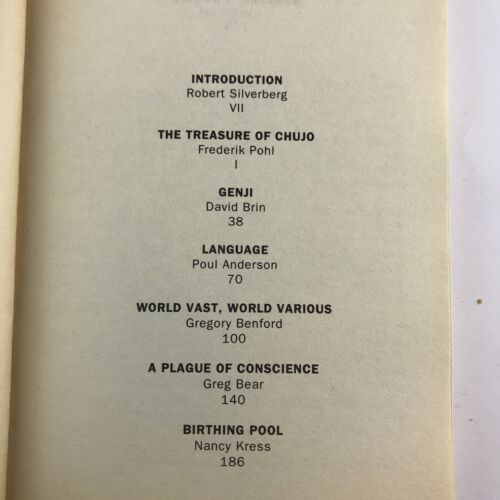 INTRODUCTION
Robert Silverberg
VII
THE TREASURE OF CHUJO
Frederik Pohl
I
GENJI
David Brin
38
LANGUAGE
Poul Anderson
70
WORLD VAST, WORLD VARIOUS
Gregory Benford
100
A PLAGUE OF CONSCIENCE
Greg Bear
140
BIRTHING POOL
Nancy Kress
186